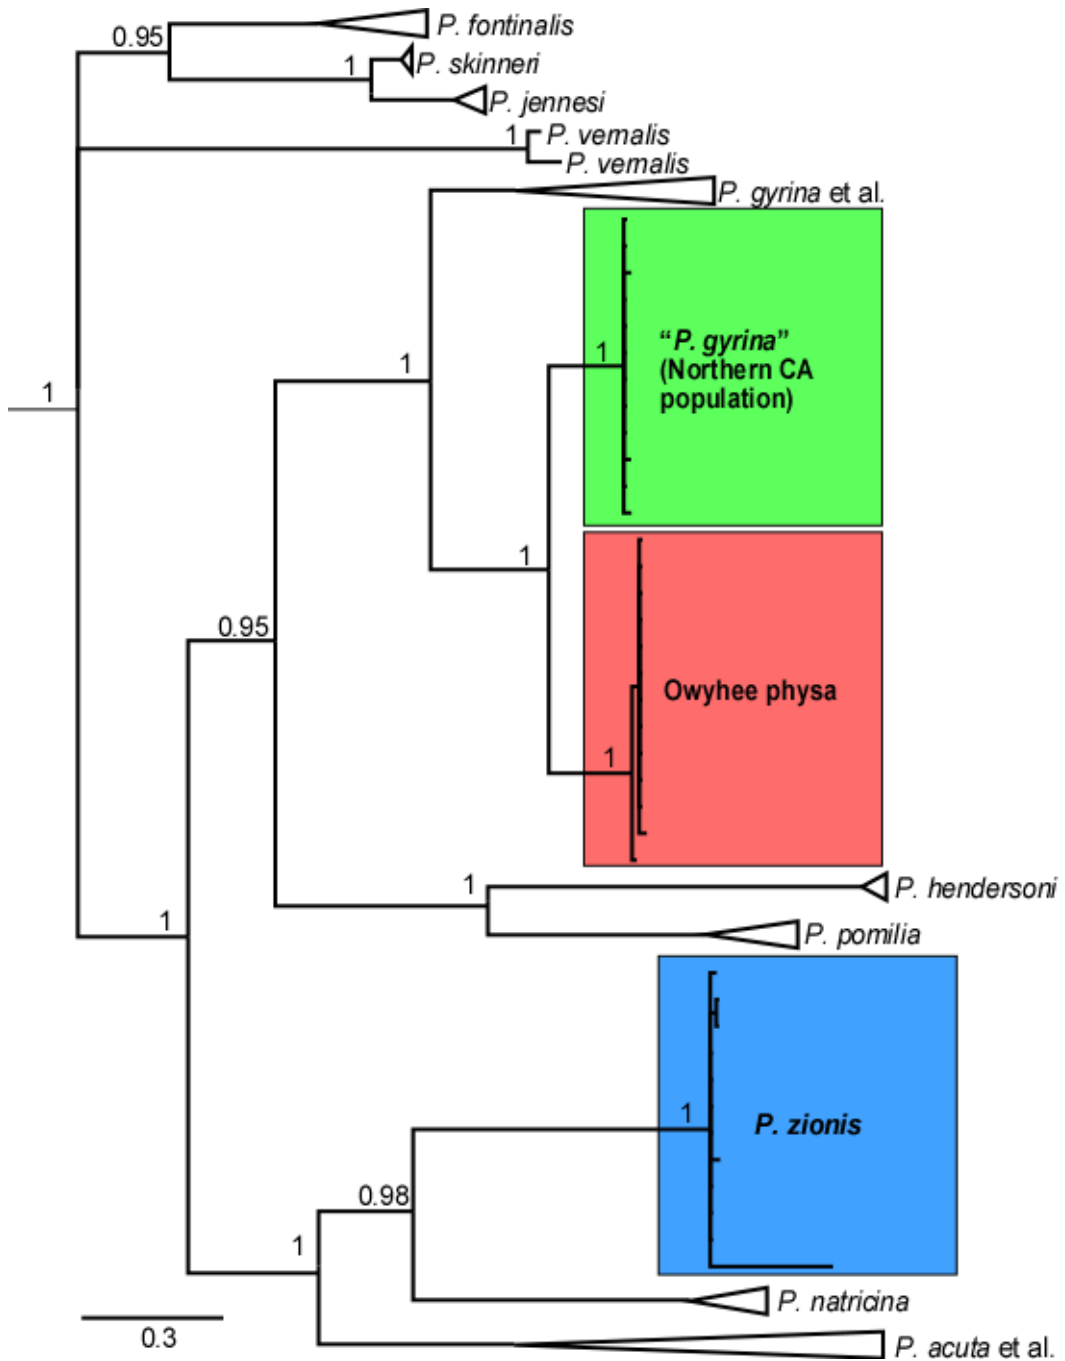 0.95
P. fontinalis
1
P. skinneri
P. jennesi
1
P. vernalis
P. vernalis
P. gyrina et al.
1
1
1
“P. gyrina”
(Northern CA
population)
1
0.95
Owyhee physa
1
1
P. hendersoni
1
P. pomilia
1
P. zionis
0.98
1
P. natricina
0.3
P. acuta et al.